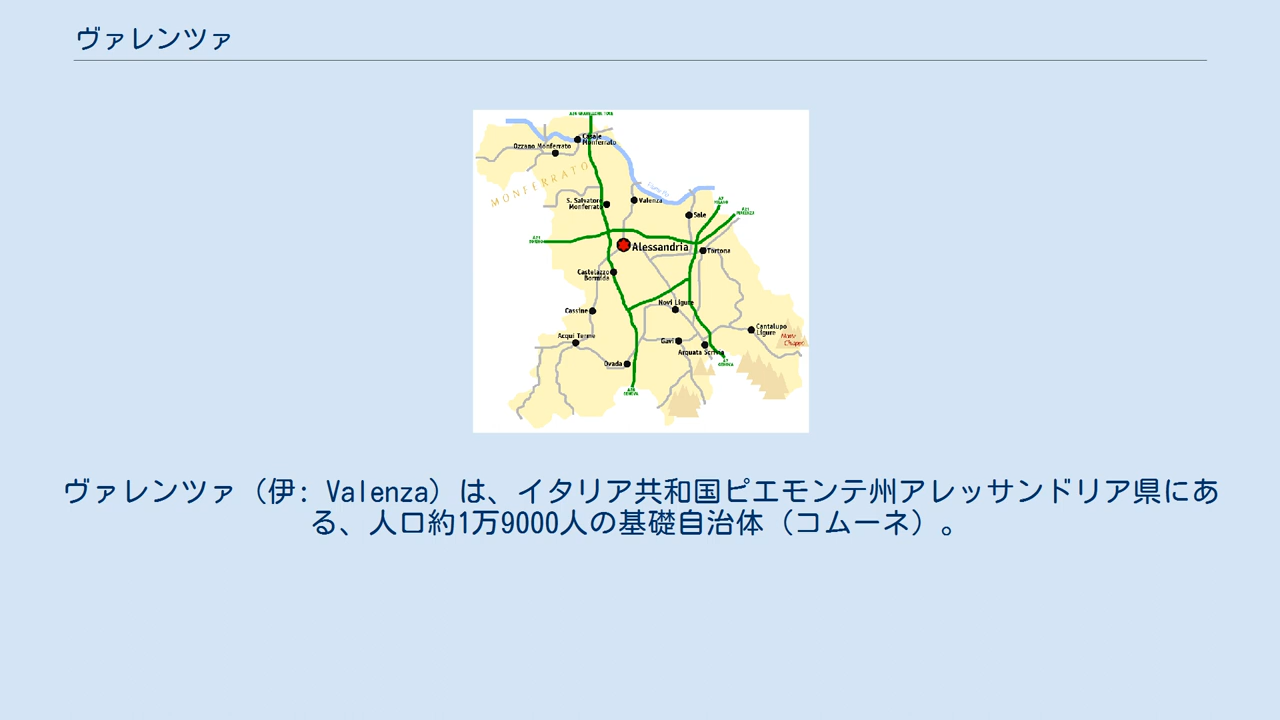 ヴァレンツァ
Casale
Monferrato
Ozzano Monferrato
MONFERRATO
S. Salvatore
Monferrato
Valenza
Sale
Alessandria
Tortona
Castelazzo
Bormida
Novi Ligure
Cassine
Cantalupo
Ligure
Acqui Terme
Gavi
Arquata Scrivia
Ovada
ヴァレンツァ（伊: Valenza）は、イタリア共和国ピエモンテ州アレッサンドリア県にあ
る、人口約1万9000人の基礎自治体（コムーネ）。